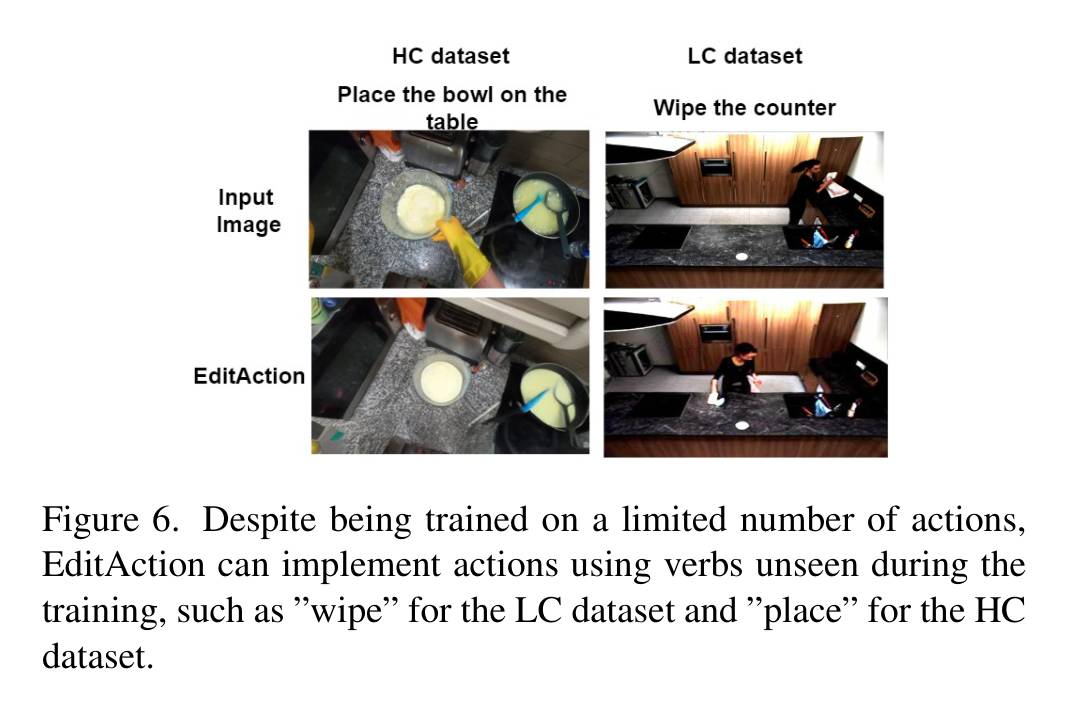 HC dataset
LC dataset
Place the bowl on the
table
Wipe the counter
Input
Image
EditAction
Figure 6. Despite being trained on a limited number of actions,
EditAction can implement actions using verbs unseen during the
training, such as ”wipe” for the LC dataset and ”place” for the HC
dataset.